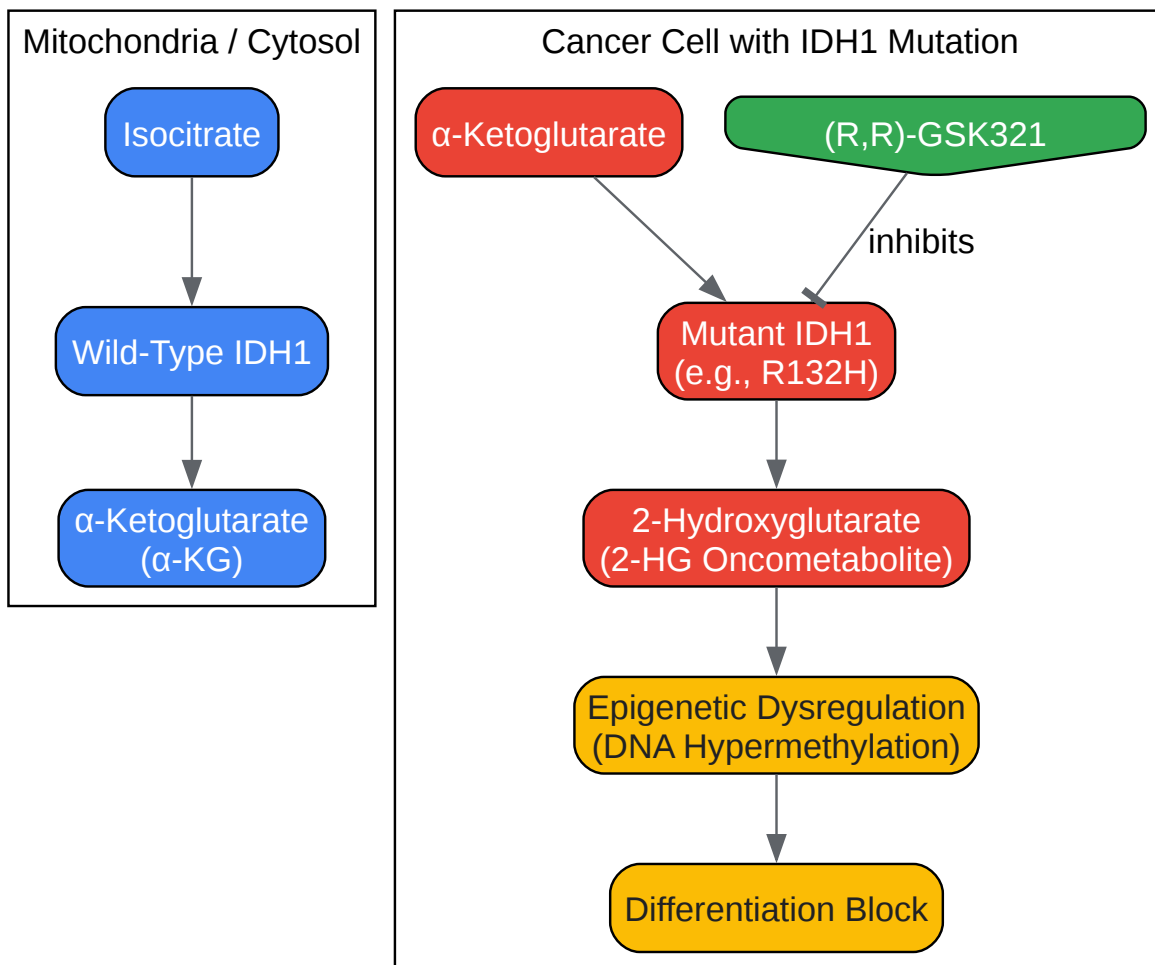 Mitochondria / Cytosol
Isocitrate
Wild-Type IDH1
α-Ketoglutarate
(α-KG)
Cancer Cell with IDH1 Mutation
α-Ketoglutarate
(R,R)-GSK321
inhibits
Mutant IDH1
(e.g., R132H)
2-Hydroxyglutarate
(2-HG Oncometabolite)
Epigenetic Dysregulation
(DNA Hypermethylation)
Differentiation Block